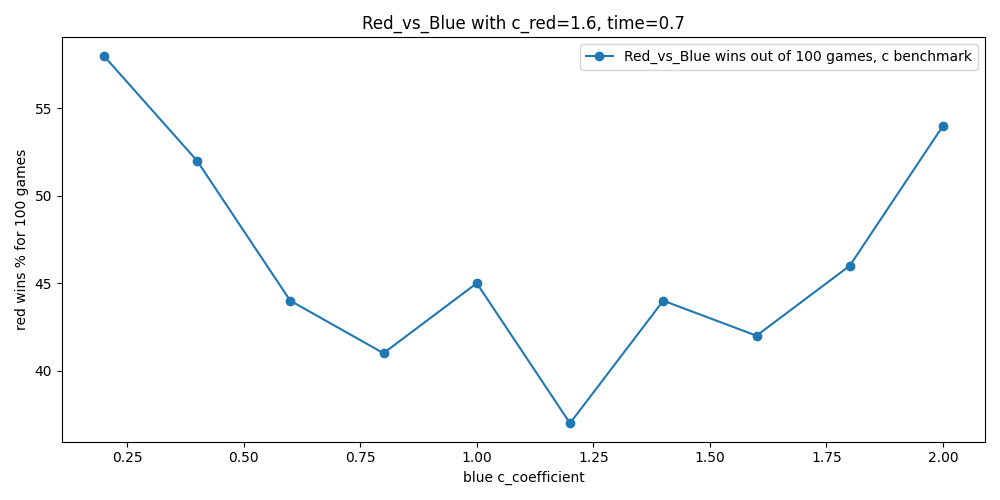 Red_vs_Blue with c_red=1.6, time=0.7
Red_vs_Blue wins out of 100 games, c benchmark
red wins % for 100 games
55
50
45
40
0.25 0.50 0.75 1.00 1.25 1.50 1.75 2.00
blue c_coefficient